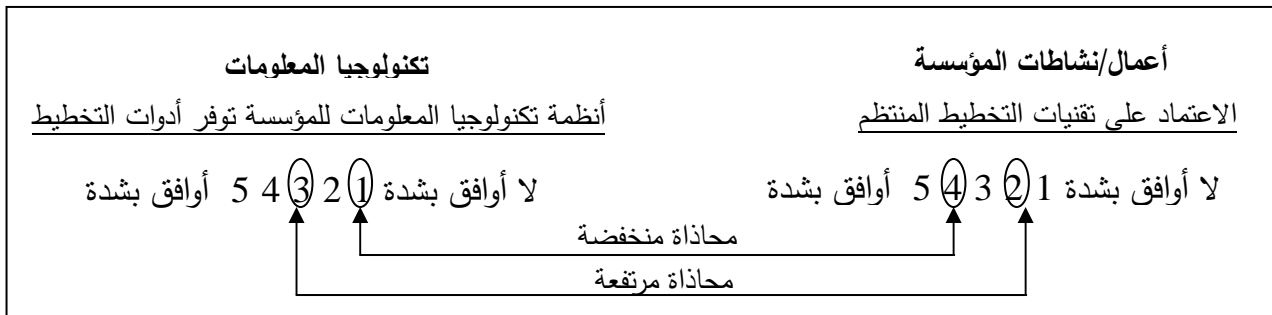 أعمال/نشاطات المؤسسة
تكنولوجيا المعلومات
الاعتماد على تقنيات التخطيط المنتظم
أنظمة تكنولوجيا المعلومات للمؤسسة توفر أدوات التخطيط
لا أوافق بشدة 1 2 3 4 5 أوافق بشدة
لا أوافق بشدة 1 2 3 4 5 أوافق بشدة
محاذاة منخفضة
محاذاة مرتفعة